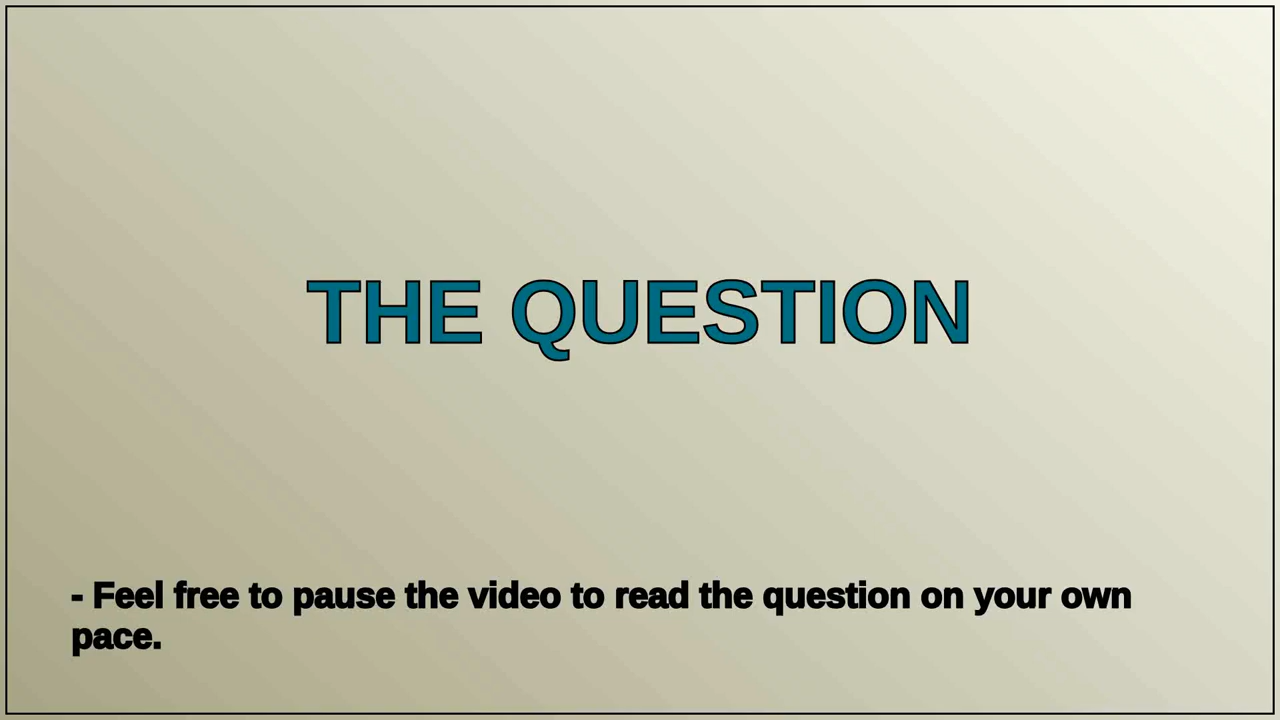 THE QUESTION
- Feel free to pause the video to read the question on your own
pace.